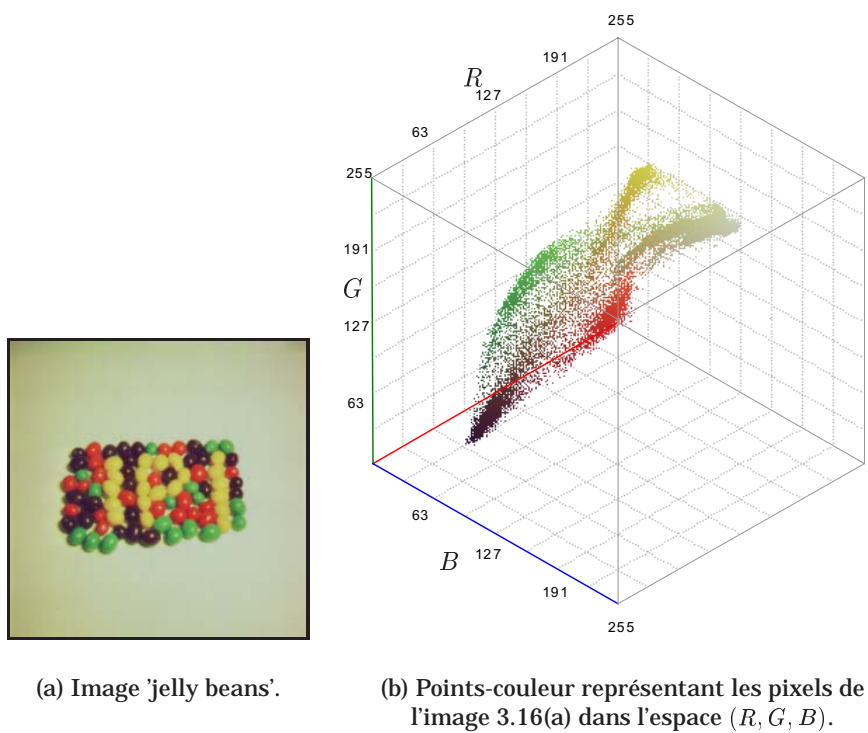 255
191
R
127
63
255
191
G
127
63
63
B
127
191
255
(a) Image 'jelly beans'.
(b) Points-couleur représentant les pixels de
l'image 3.16(a) dans l'espace (R, G, B).